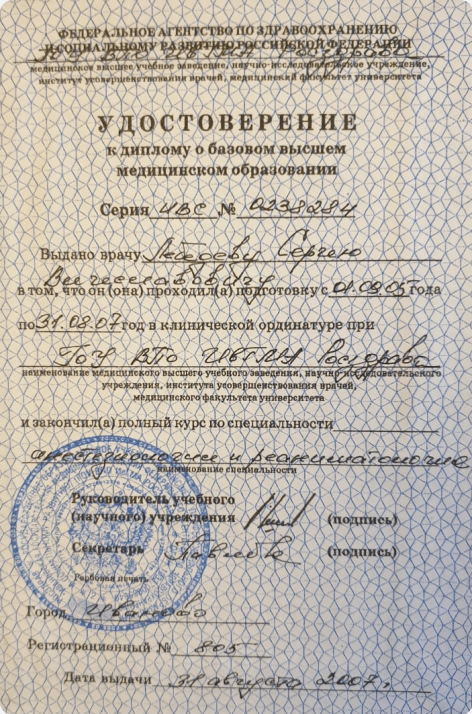 ФЕДЕРАЛЬНОЕ АГЕНТСТВО ПО ЗДРАВООХРАНЕНИЮ
И СОЦИАЛЬНОМУ РАЗВИТИЮ РОССИЙСКОЙ ФЕДЕРАЦИИ
медицинское высшее учебное заведение, научно-исследовательское учреждение,
институт усовершенствования врачей, медицинский факультет университета
УДОСТОВЕРЕНИЕ
к диплому о базовом высшем
медицинском образовании
Серия ИВС № 0238284
Выдано врачу Лебедеву Сергею
Вячеславовичу
в том, что он (она) проходил(а) подготовку с 01.09.05 года
по 31.08.07 год в клинической ординатуре при
ГОУ ВПО ИвГМА Росздрава
наименование медицинского высшего учебного заведения, научно-исследовательского
учреждения, института усовершенствования врачей,
медицинского факультета университета
и закончил(а) полный курс по специальности
анестезиологии и реаниматологии
наименование специальности
Руководитель учебного
(научного) учреждения (подпись)
Секретарь (подпись)
Гербовая печать
Город Иваново
Регистрационный № 805
Дата выдачи 31 августа 2007г.